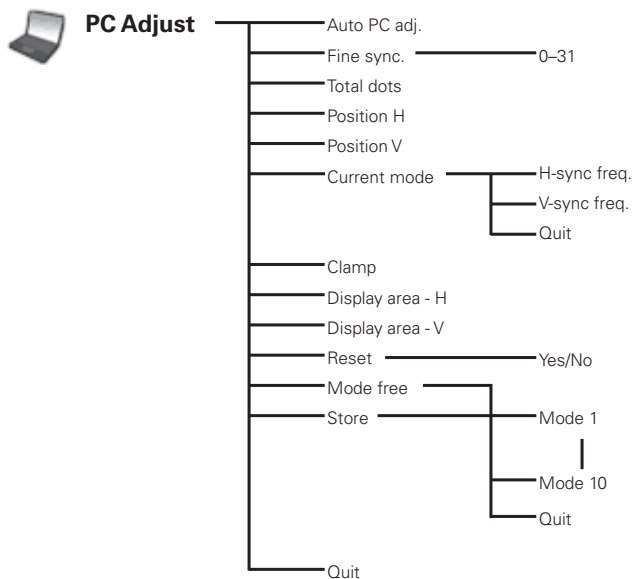 PC Adjust
Auto PC adj.
Fine sync.
0–31
Total dots
Position H
Position V
Current mode
H-sync freq.
V-sync freq.
Quit
Clamp
Display area - H
Display area - V
Reset
Yes/No
Mode free
Store
Mode 1
Mode 10
Quit
Quit